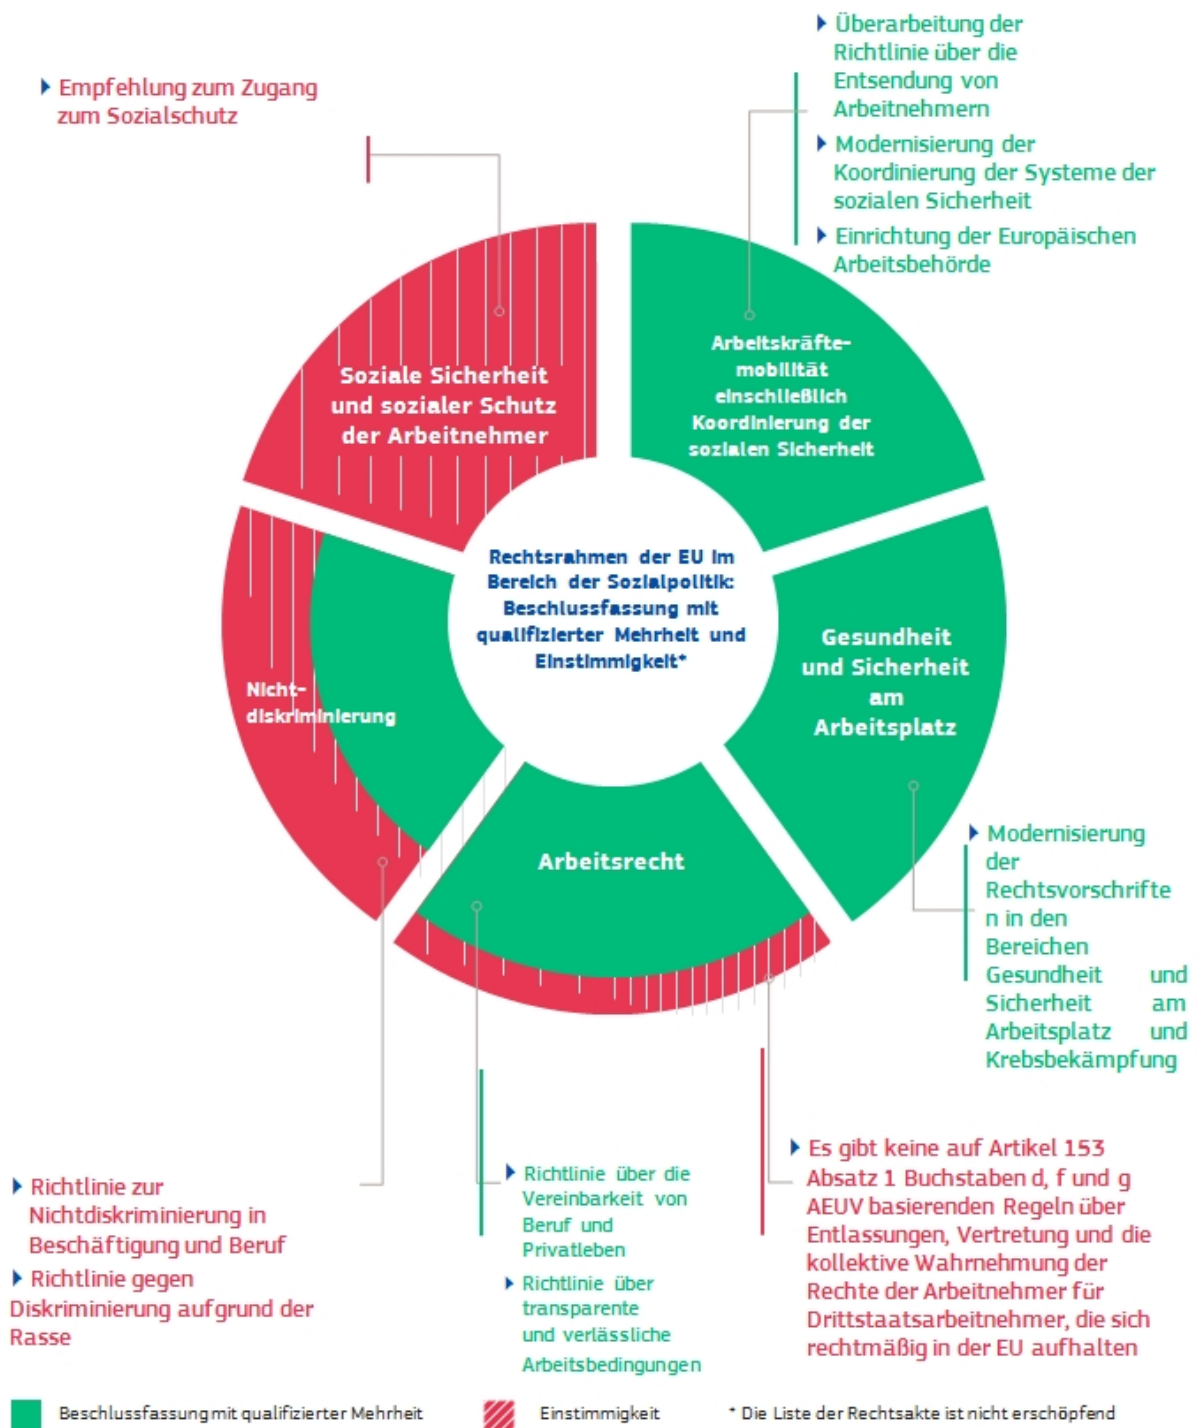 ▶ Überarbeitung der
Richtlinie über die
Entsendung von
Arbeitnehmern
▶ Modernisierung der
Koordinierung der Systeme der
sozialen Sicherheit
▶ Einrichtung der Europäischen
Arbeitsbehörde
▶ Empfehlung zum Zugang
zum Sozialschutz
Soziale Sicherheit
und sozialer Schutz
der Arbeitnehmer
Arbeitskräfte-
mobilität
einschließlich
Koordinierung der
sozialen Sicherheit
Rechtsrahmen der EU im
Bereich der Sozialpolitik:
Beschlussfassung mit
qualifizierter Mehrheit und
Einstimmigkeit*
Nicht-
diskriminierung
Gesundheit
und Sicherheit
am
Arbeitsplatz
Arbeitsrecht
▶ Modernisierung
der
Rechtsvorschrifte
n in den
Bereichen
Gesundheit und
Sicherheit am
Arbeitsplatz und
Krebsbekämpfung
▶ Richtlinie zur
Nichtdiskriminierung in
Beschäftigung und Beruf
▶ Richtlinie gegen
Diskriminierung aufgrund der
Rasse
▶ Richtlinie über die
Vereinbarkeit von
Beruf und
Privatleben
▶ Richtlinie über
transparente
und verlässliche
Arbeitsbedingungen
▶ Es gibt keine auf Artikel 153
Absatz 1 Buchstaben d, f und g
AEUV basierenden Regeln über
Entlassungen, Vertretung und die
kollektive Wahrnehmung der
Rechte der Arbeitnehmer für
Drittstaatsarbeitnehmer, die sich
rechtmäßig in der EU aufhalten
Beschlussfassung mit qualifizierter Mehrheit
Einstimmigkeit
* Die Liste der Rechtsakte ist nicht erschöpfend